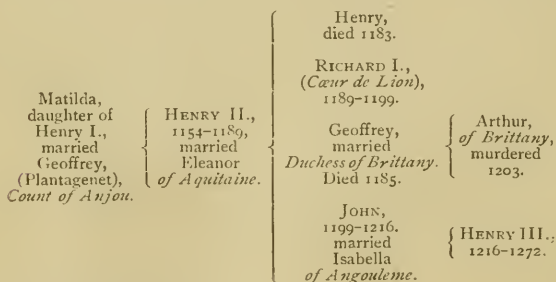 Matilda,
daughter of
Henry I.,
married
Geoffrey,
(Plantagenet),
Count of Anjou.
HENRY II.,
1154–1189,
married
Eleanor
of Aquitaine.
Henry,
died 1183.
RICHARD I.,
(Cœur de Lion),
1189–1199.
Geoffrey,
married
Duchess of Brittany.
Died 1185.
Arthur,
of Brittany,
murdered
1203.
JOHN,
1199–1216.
married
Isabella
of Angouleme.
HENRY III.,
1216–1272.